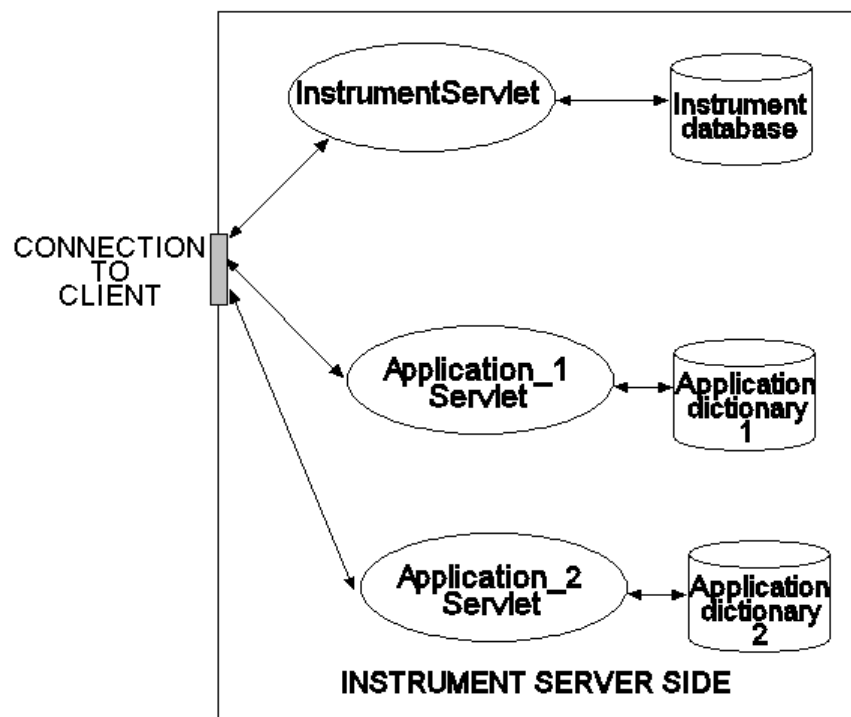 InstrumentServlet
Instrument
database
CONNECTION
TO
CLIENT
Application_1
Servlet
Application
dictionary
1
Application_2
Servlet
Application
dictionary
2
INSTRUMENT SERVER SIDE